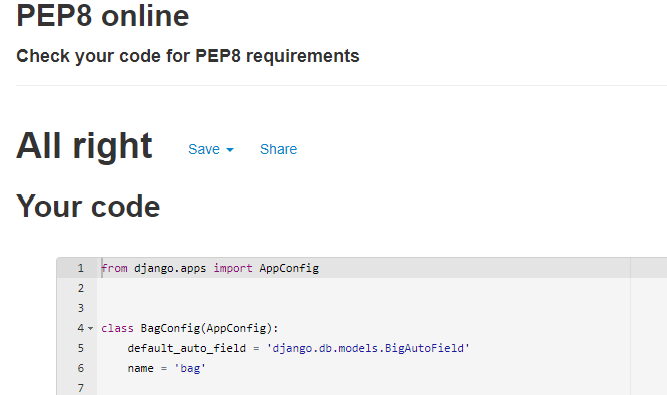 PEP8 online
Check your code for PEP8 requirements
All right Save Share
Your code
1 from django.apps import AppConfig
2
3
4 class BagConfig(AppConfig):
5     default_auto_field = 'django.db.models.BigAutoField'
6     name = 'bag'
7